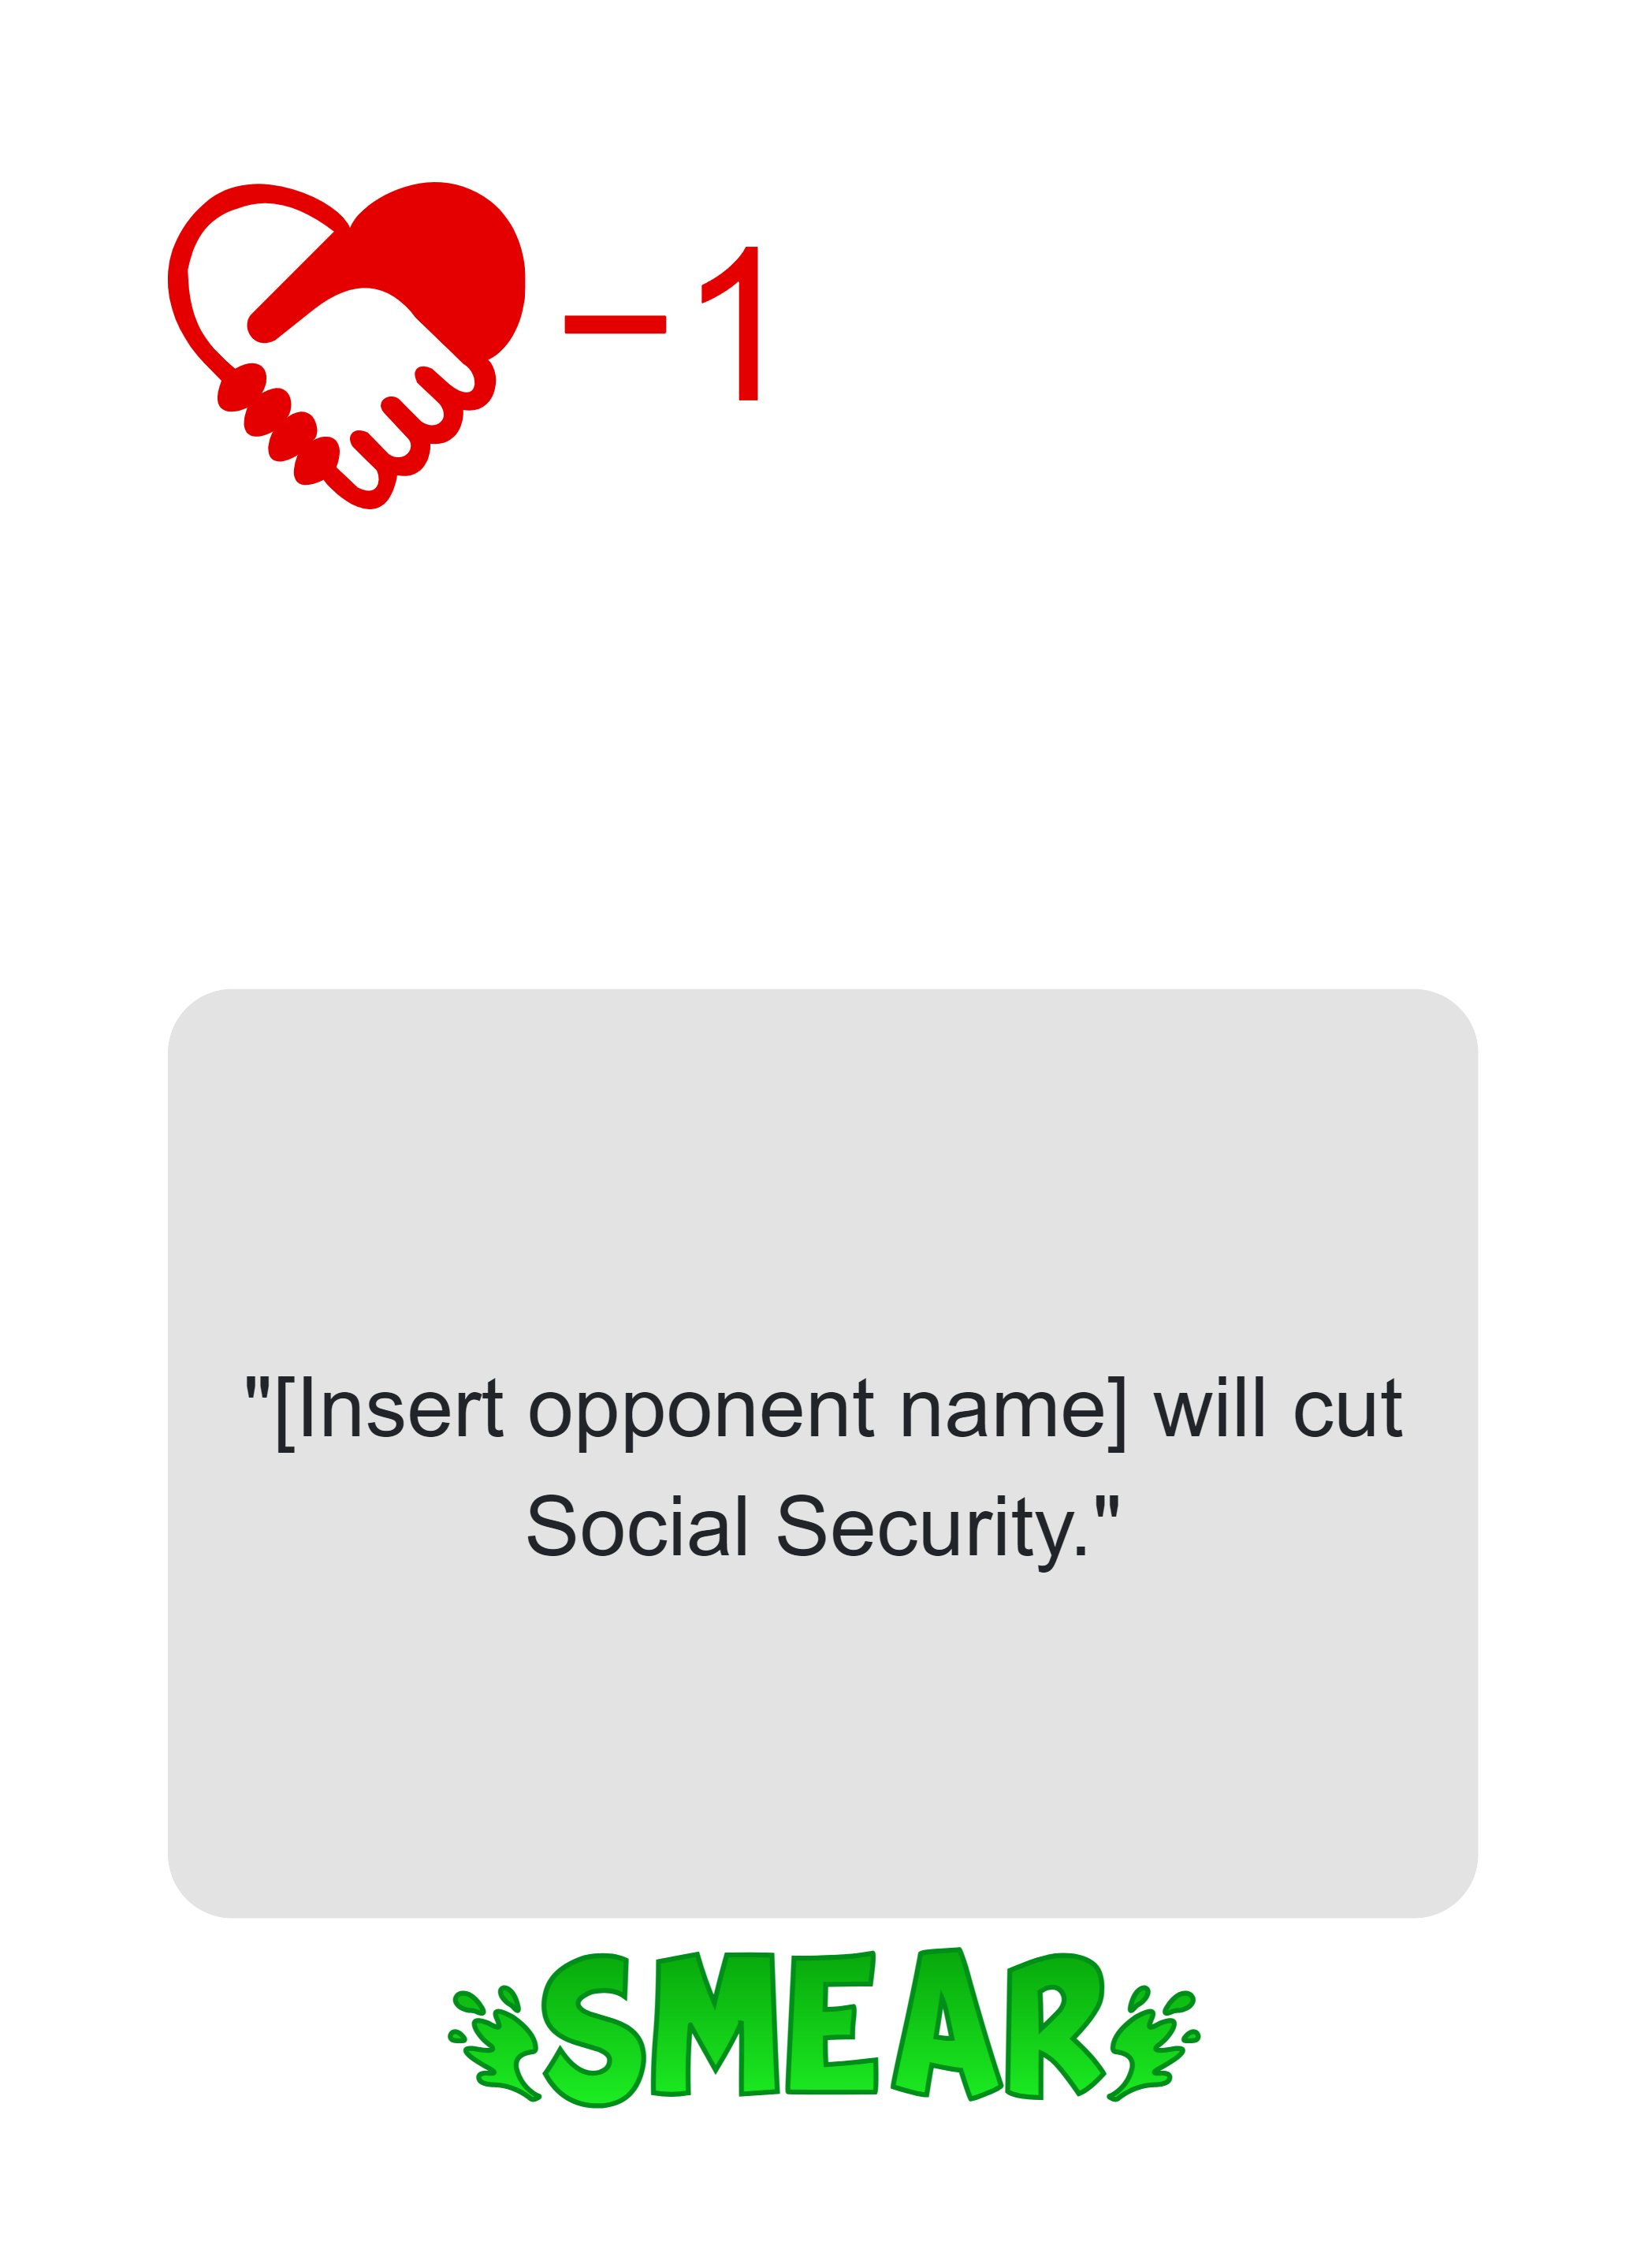 –1
"[Insert opponent name] will cut
Social Security."
SMEAR